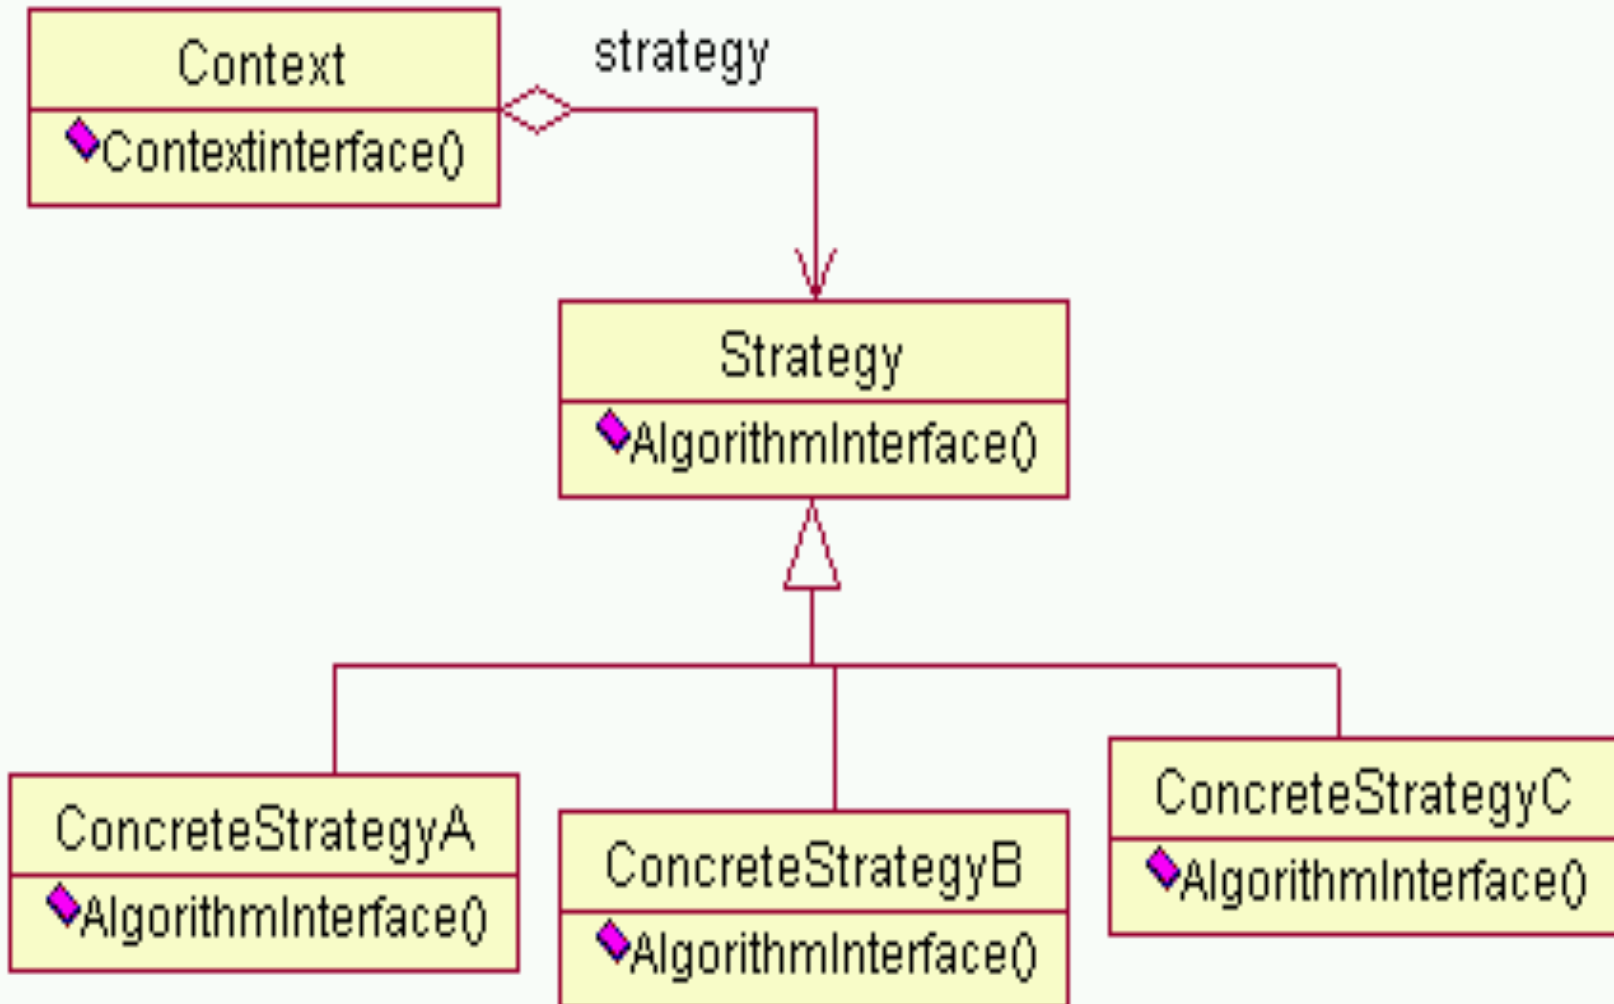 Context
strategy
Contextinterface()
Strategy
AlgorithmInterface()
ConcreteStrategyA
AlgorithmInterface()
ConcreteStrategyB
AlgorithmInterface()
ConcreteStrategyC
AlgorithmInterface()